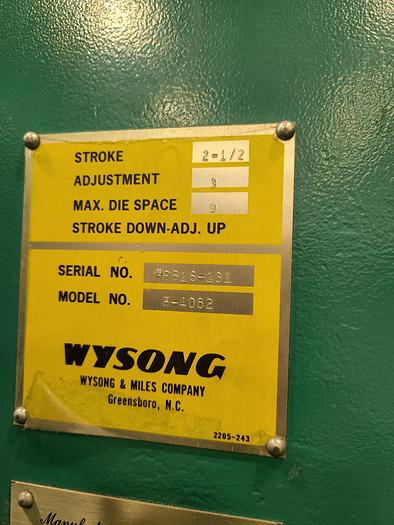 STROKE 2-1/2
ADJUSTMENT 3
MAX. DIE SPACE 9
STROKE DOWN-ADJ. UP
SERIAL NO.
MODEL NO.
WYSONG
WYSONG & MILES COMPANY
Greensboro, N.C.
2205-243